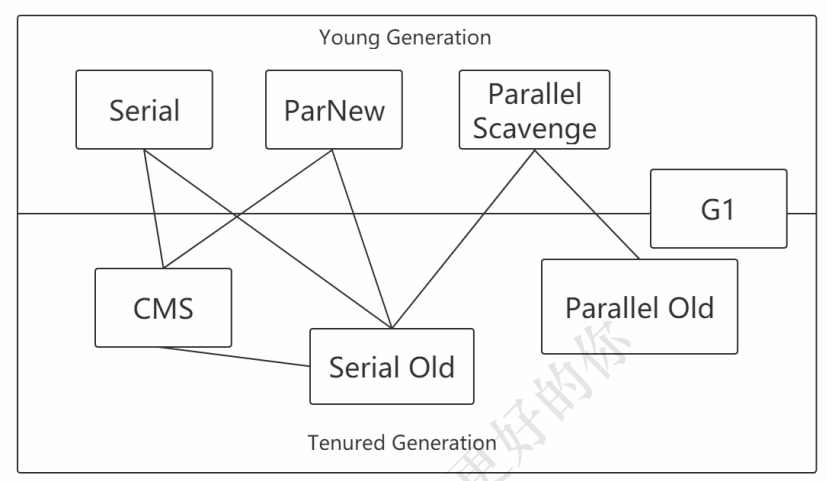 Young Generation
Serial
ParNew
Parallel
Scavenge
G1
CMS
Parallel Old
Serial Old
Tenured Generation
更好的你